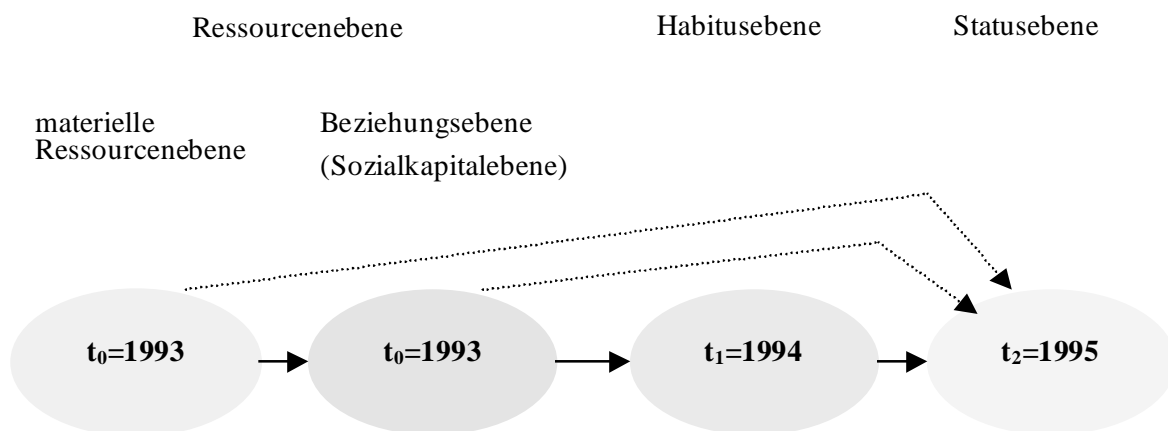 Ressourcenebene Habitusebene Statusebene
materielle
Ressourcenebene
Beziehungsebene
(Sozialkapitalebene)
t₀=1993 t₀=1993 t₁=1994 t₂=1995